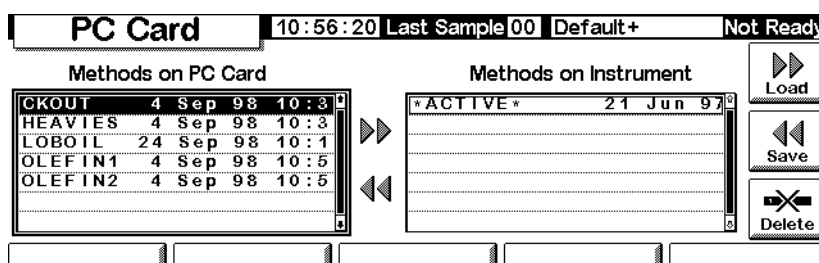 PC Card 10:56:20 Last Sample 00 Default+ Not Ready
Methods on PC Card
CKOUT 4 Sep 98 10:3
HEAVIES 4 Sep 98 10:3
LOBOIL 24 Sep 98 10:1
OLEFIN1 4 Sep 98 10:5
OLEFIN2 4 Sep 98 10:5
Methods on Instrument
*ACTIVE* 21 Jun 97
Load
Save
Delete